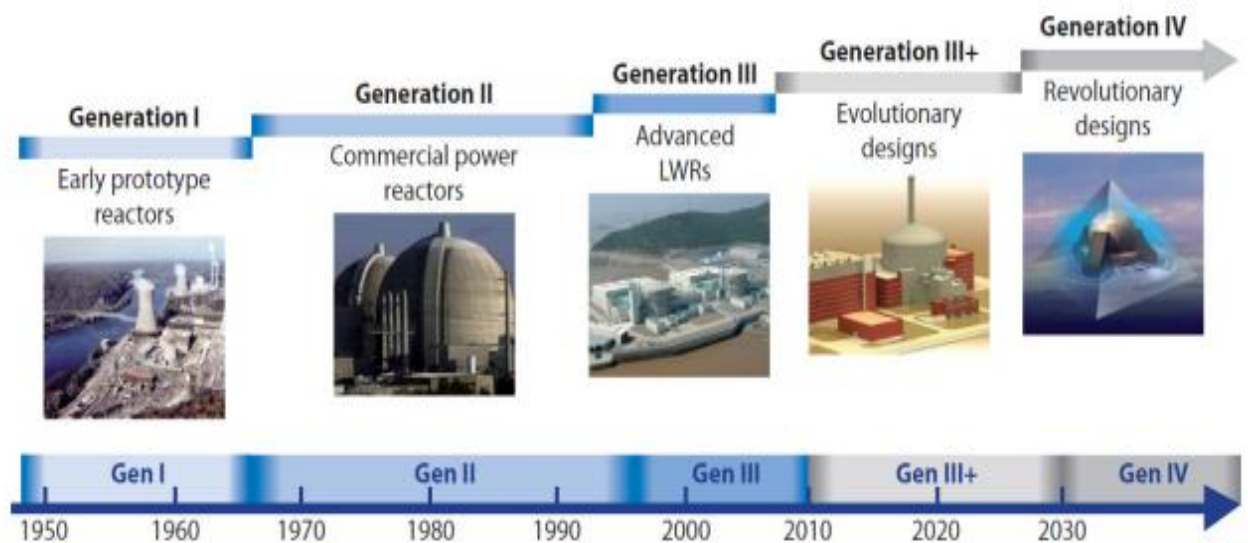 Generation I
Early prototype
reactors
Generation II
Commercial power
reactors
Generation III
Advanced
LWRs
Generation III+
Evolutionary
designs
Generation IV
Revolutionary
designs
Gen I
Gen II
Gen III
Gen III+
Gen IV
1950
1960
1970
1980
1990
2000
2010
2020
2030